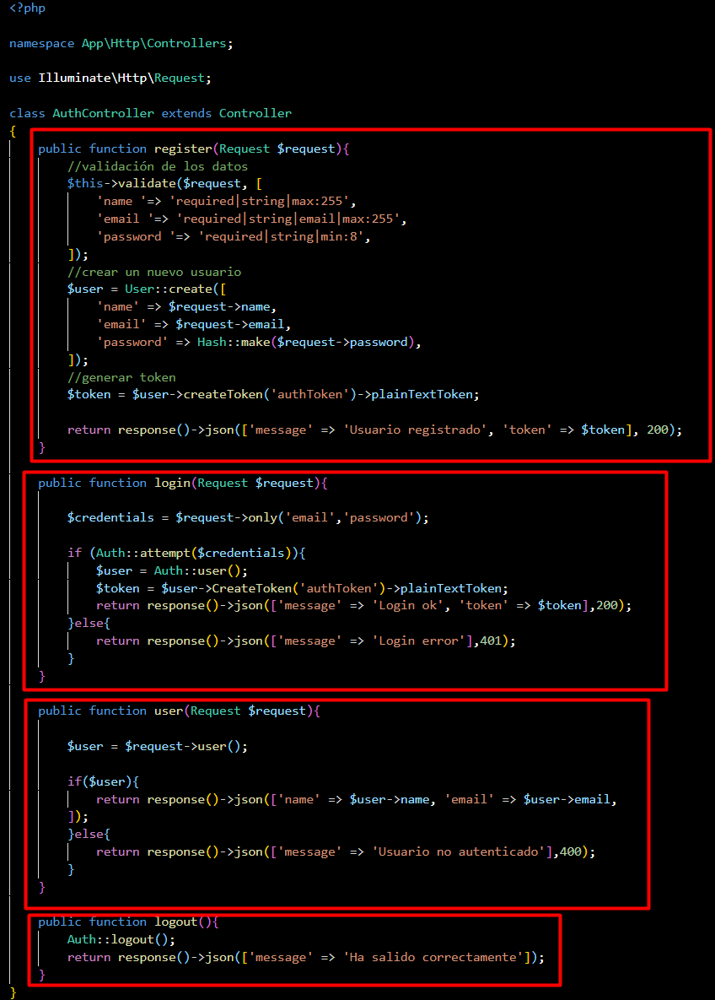 <?php
namespace App\Http\Controllers;
use Illuminate\Http\Request;
class AuthController extends Controller
{
    public function register(Request $request){
        //validación de los datos
        $this->validate($request, [
            'name '=> 'required|string|max:255',
            'email '=> 'required|string|email|max:255',
            'password '=> 'required|string|min:8',
        ]);
        //crear un nuevo usuario
        $user = User::create([
            'name' => $request->name,
            'email' => $request->email,
            'password' => Hash::make($request->password),
        ]);
        //generar token
        $token = $user->createToken('authToken')->plainTextToken;
        return response()->json(['message' => 'Usuario registrado', 'token' => $token], 200);
    }
    public function login(Request $request){
        $credentials = $request->only('email','password');
        if (Auth::attempt($credentials)){
            $user = Auth::user();
            $token = $user->CreateToken('authToken')->plainTextToken;
            return response()->json(['message' => 'Login ok', 'token' => $token],200);
        }else{
            return response()->json(['message' => 'Login error'],401);
        }
    }
    public function user(Request $request){
        $user = $request->user();
        if($user){
            return response()->json(['name' => $user->name, 'email' => $user->email,
        ]);
        }else{
            return response()->json(['message' => 'Usuario no autenticado'],400);
        }
    }
    public function logout(){
        Auth::logout();
        return response()->json(['message' => 'Ha salido correctamente']);
    }
}